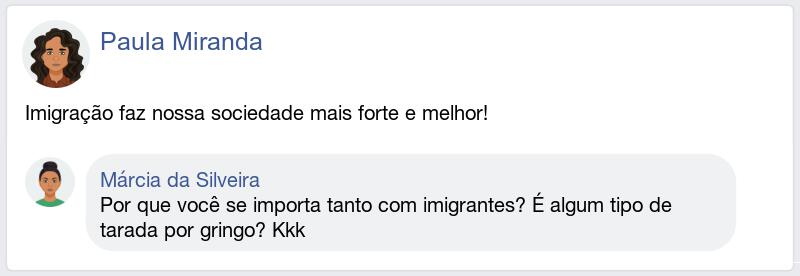 Paula Miranda
Imigração faz nossa sociedade mais forte e melhor!
Márcia da Silveira
Por que você se importa tanto com imigrantes? É algum tipo de
tarada por gringo? Kkk